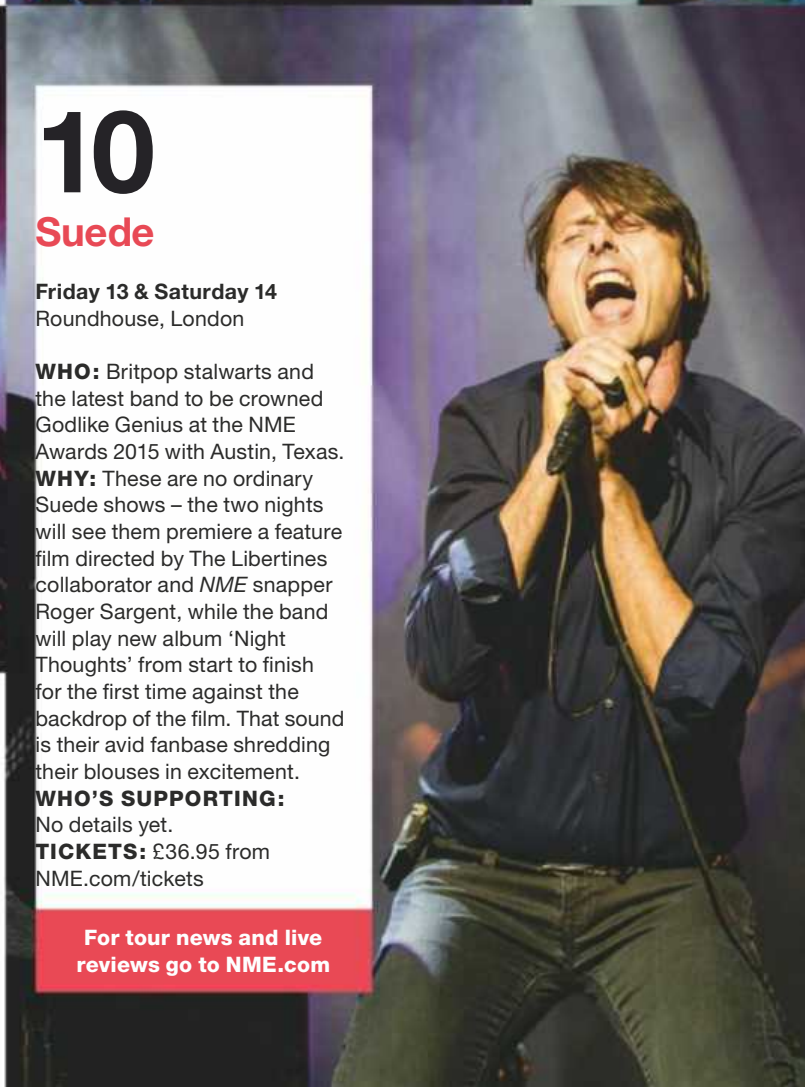 10
Suede
Friday 13 & Saturday 14
Roundhouse, London
WHO: Britpop stalwarts and
the latest band to be crowned
Godlike Genius at the NME
Awards 2015 with Austin, Texas.
WHY: These are no ordinary
Suede shows – the two nights
will see them premiere a feature
film directed by The Libertines
collaborator and NME snapper
Roger Sargent, while the band
will play new album ‘Night
Thoughts’ from start to finish
for the first time against the
backdrop of the film. That sound
is their avid fanbase shredding
their blouses in excitement.
WHO’S SUPPORTING:
No details yet.
TICKETS: £36.95 from
NME.com/tickets
For tour news and live
reviews go to NME.com